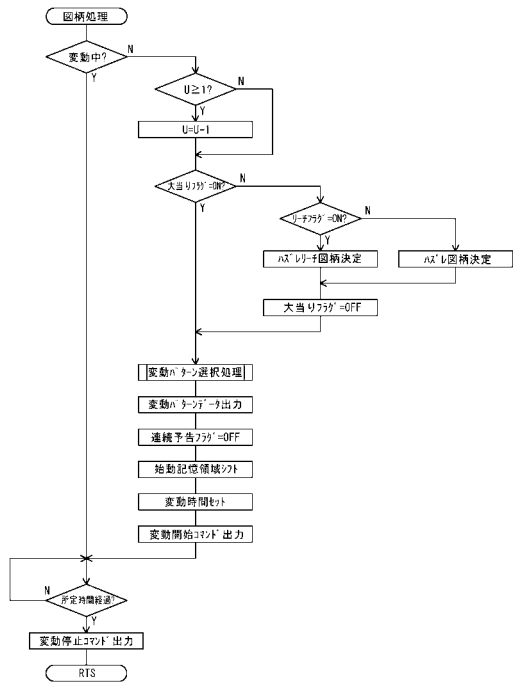 図柄処理
変動中?
N
Y
U≧1?
N
Y
U=U-1
大当りフラグ=ON?
N
Y
リーチフラグ=ON?
N
Y
ハズレリーチ図柄決定
ハズレ図柄決定
大当りフラグ=OFF
変動パターン選択処理
変動パターンデータ出力
連続予告フラグ=OFF
始動記憶領域シフト
変動時間セット
変動開始コマンド出力
N
所定時間経過?
Y
変動停止コマンド出力
RTS